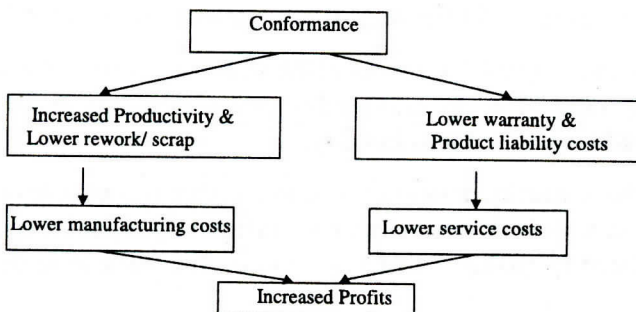 Conformance
Increased Productivity &
Lower rework/ scrap
Lower warranty &
Product liability costs
Lower manufacturing costs
Lower service costs
Increased Profits